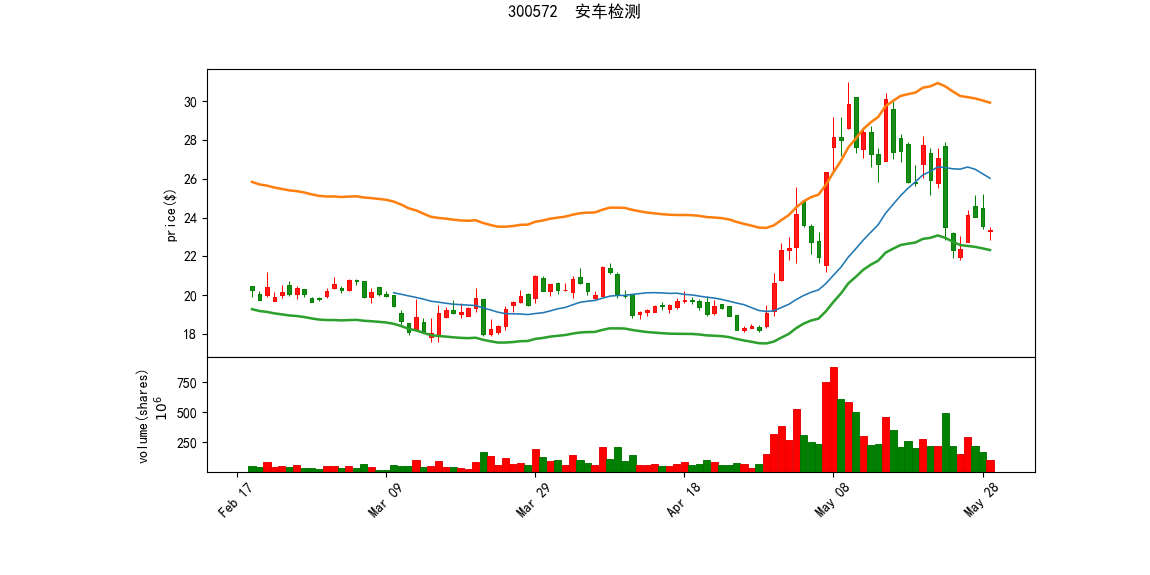 300572 安车检测
price($)
30
28
26
24
22
20
18
volume(shares)
10^6
750
500
250
Feb 17
Mar 09
Mar 29
Apr 18
May 08
May 28